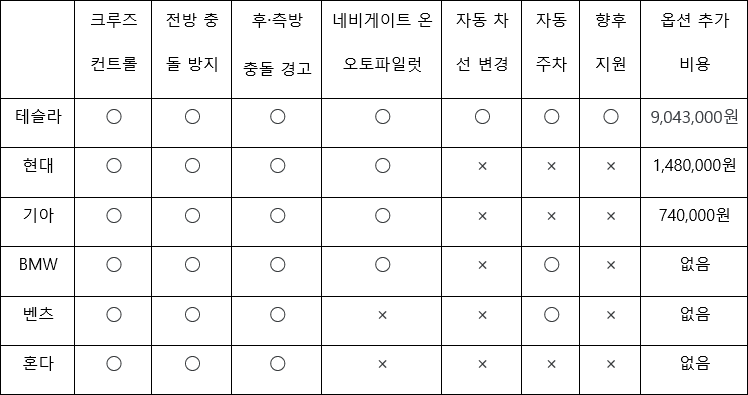 크루즈 전방 충 후·측방 네비게이트 온 자동 차 자동 향후 옵션 추가
컨트롤 돌 방지 충돌 경고 오토파일럿 선 변경 주차 지원 비용
테슬라 ○ ○ ○ ○ ○ ○ ○ 9,043,000원
현대 ○ ○ ○ ○ × × × 1,480,000원
기아 ○ ○ ○ ○ × × × 740,000원
BMW ○ ○ ○ ○ × ○ × 없음
벤츠 ○ ○ ○ × × ○ × 없음
혼다 ○ ○ ○ × × × × 없음